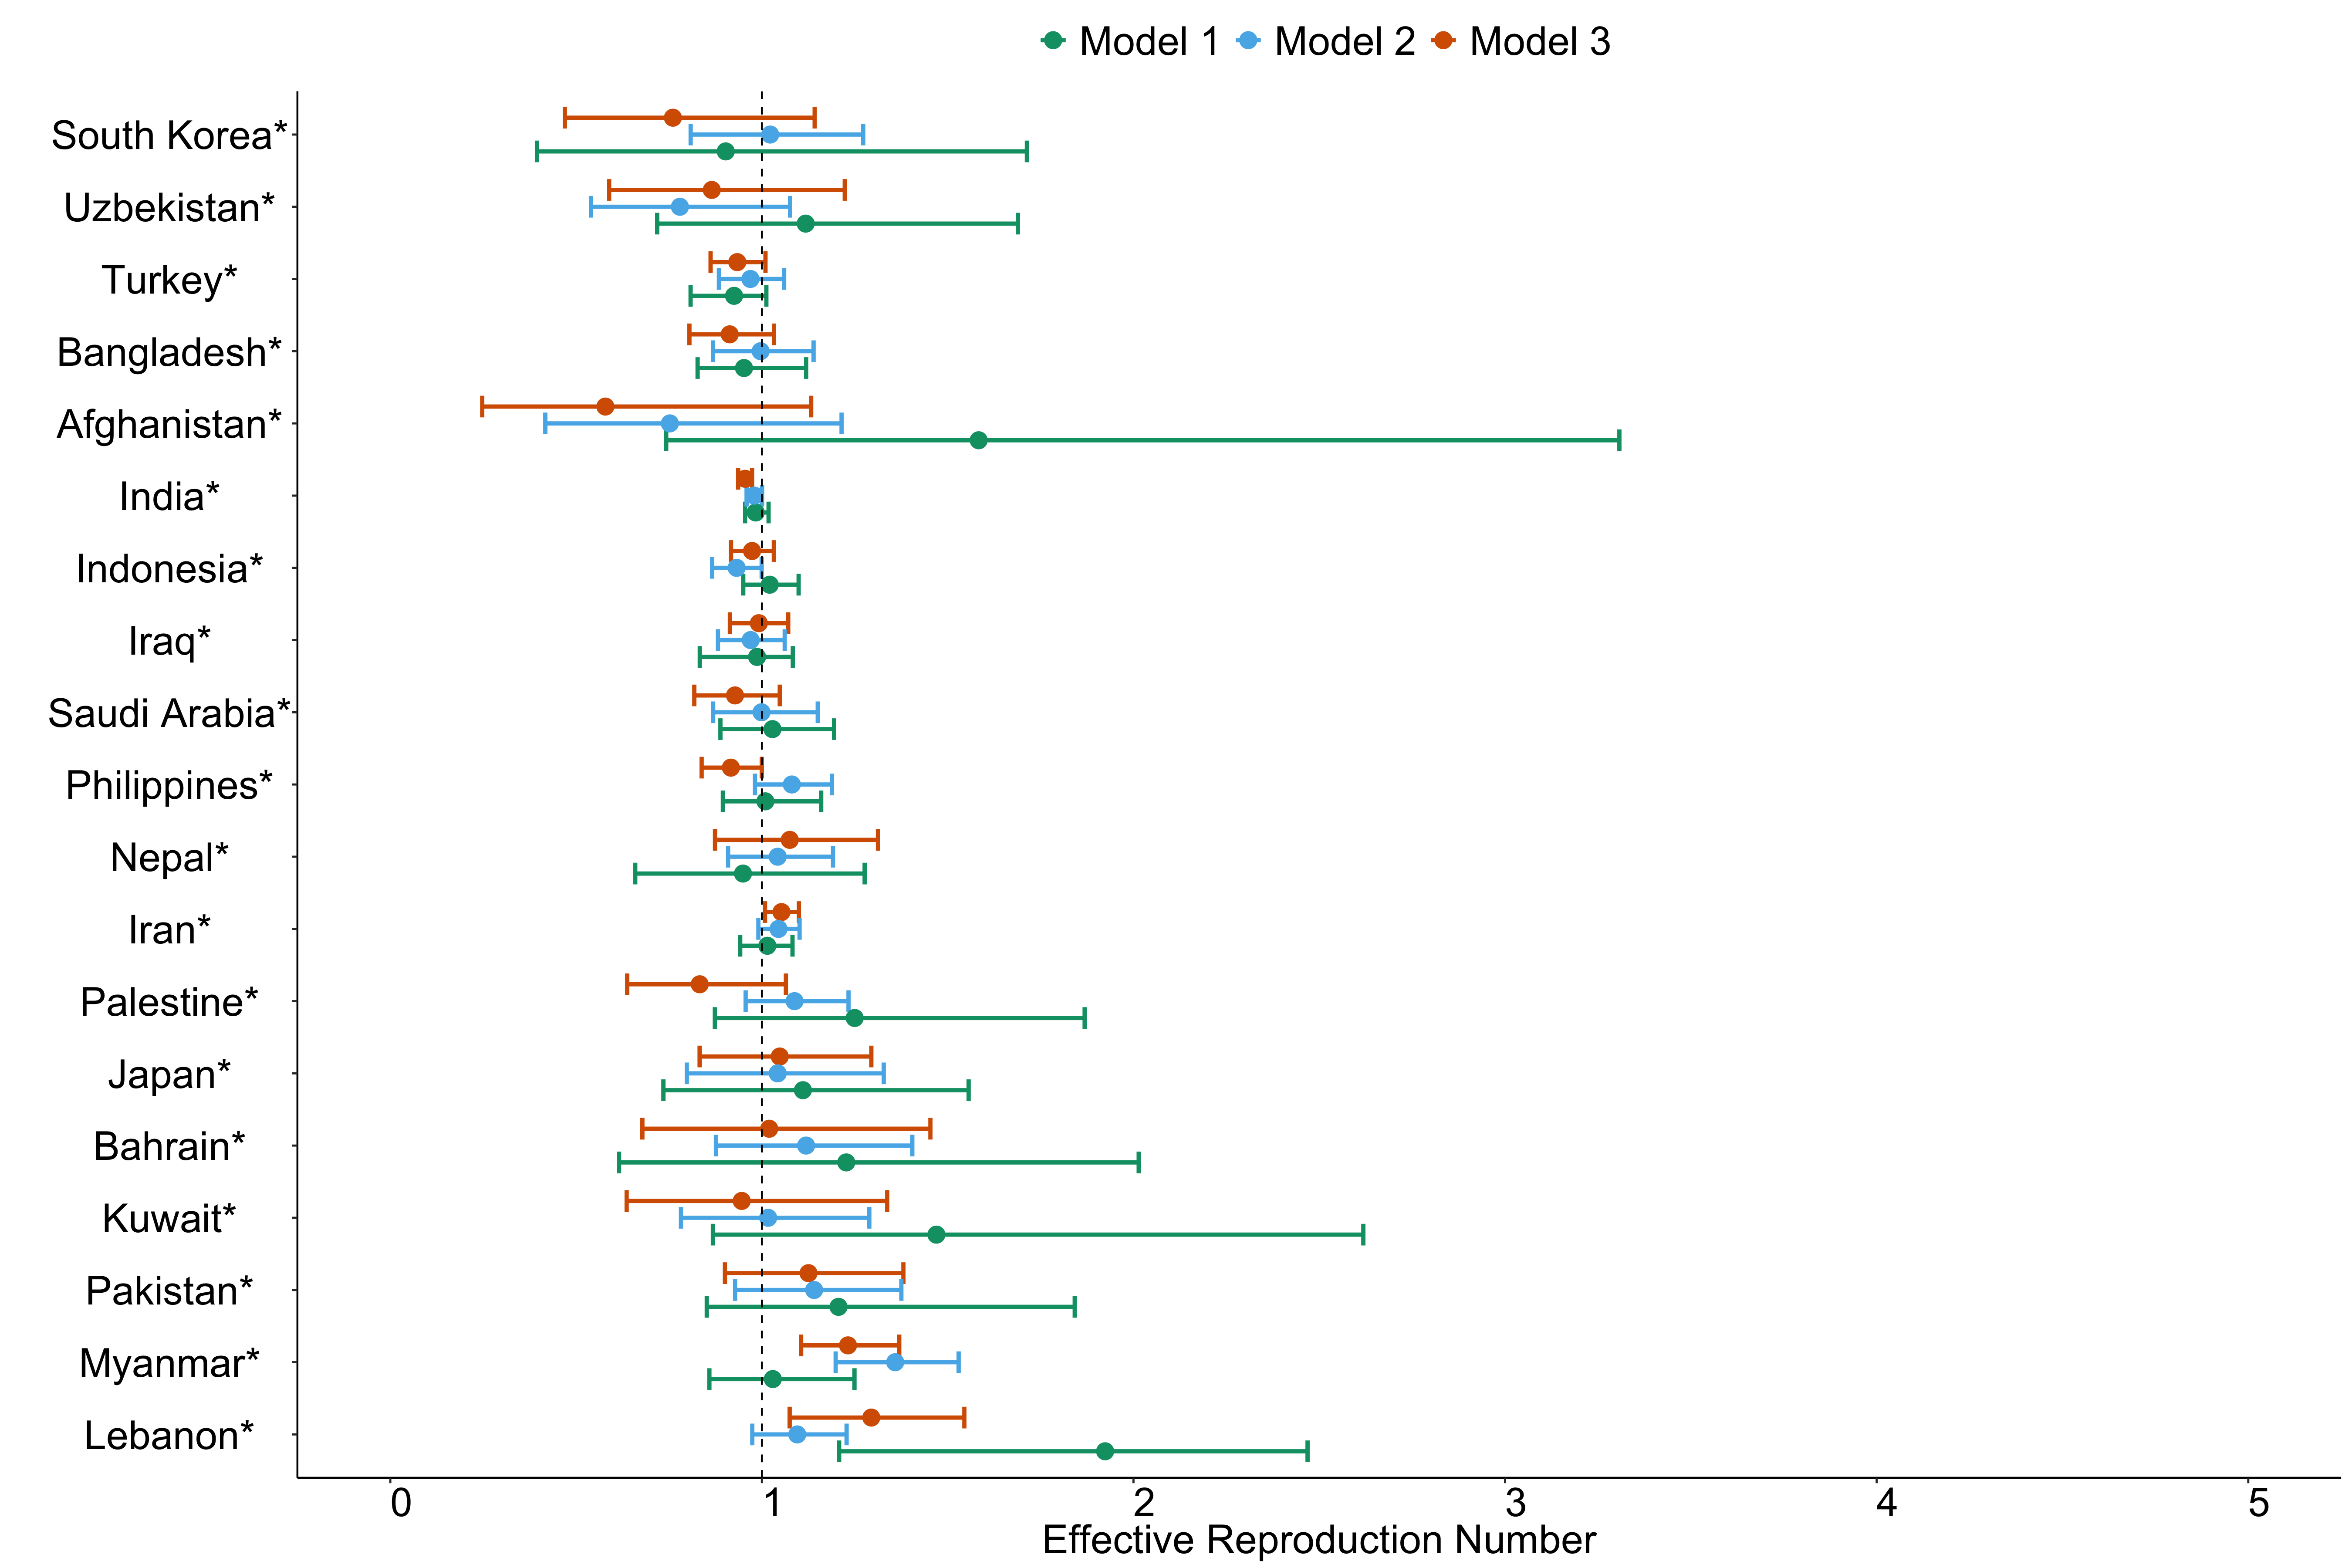 Model 1 Model 2 Model 3
South Korea*
Uzbekistan*
Turkey*
Bangladesh*
Afghanistan*
India*
Indonesia*
Iraq*
Saudi Arabia*
Philippines*
Nepal*
Iran*
Palestine*
Japan*
Bahrain*
Kuwait*
Pakistan*
Myanmar*
Lebanon*
0 1 2 3 4 5
Effective Reproduction Number